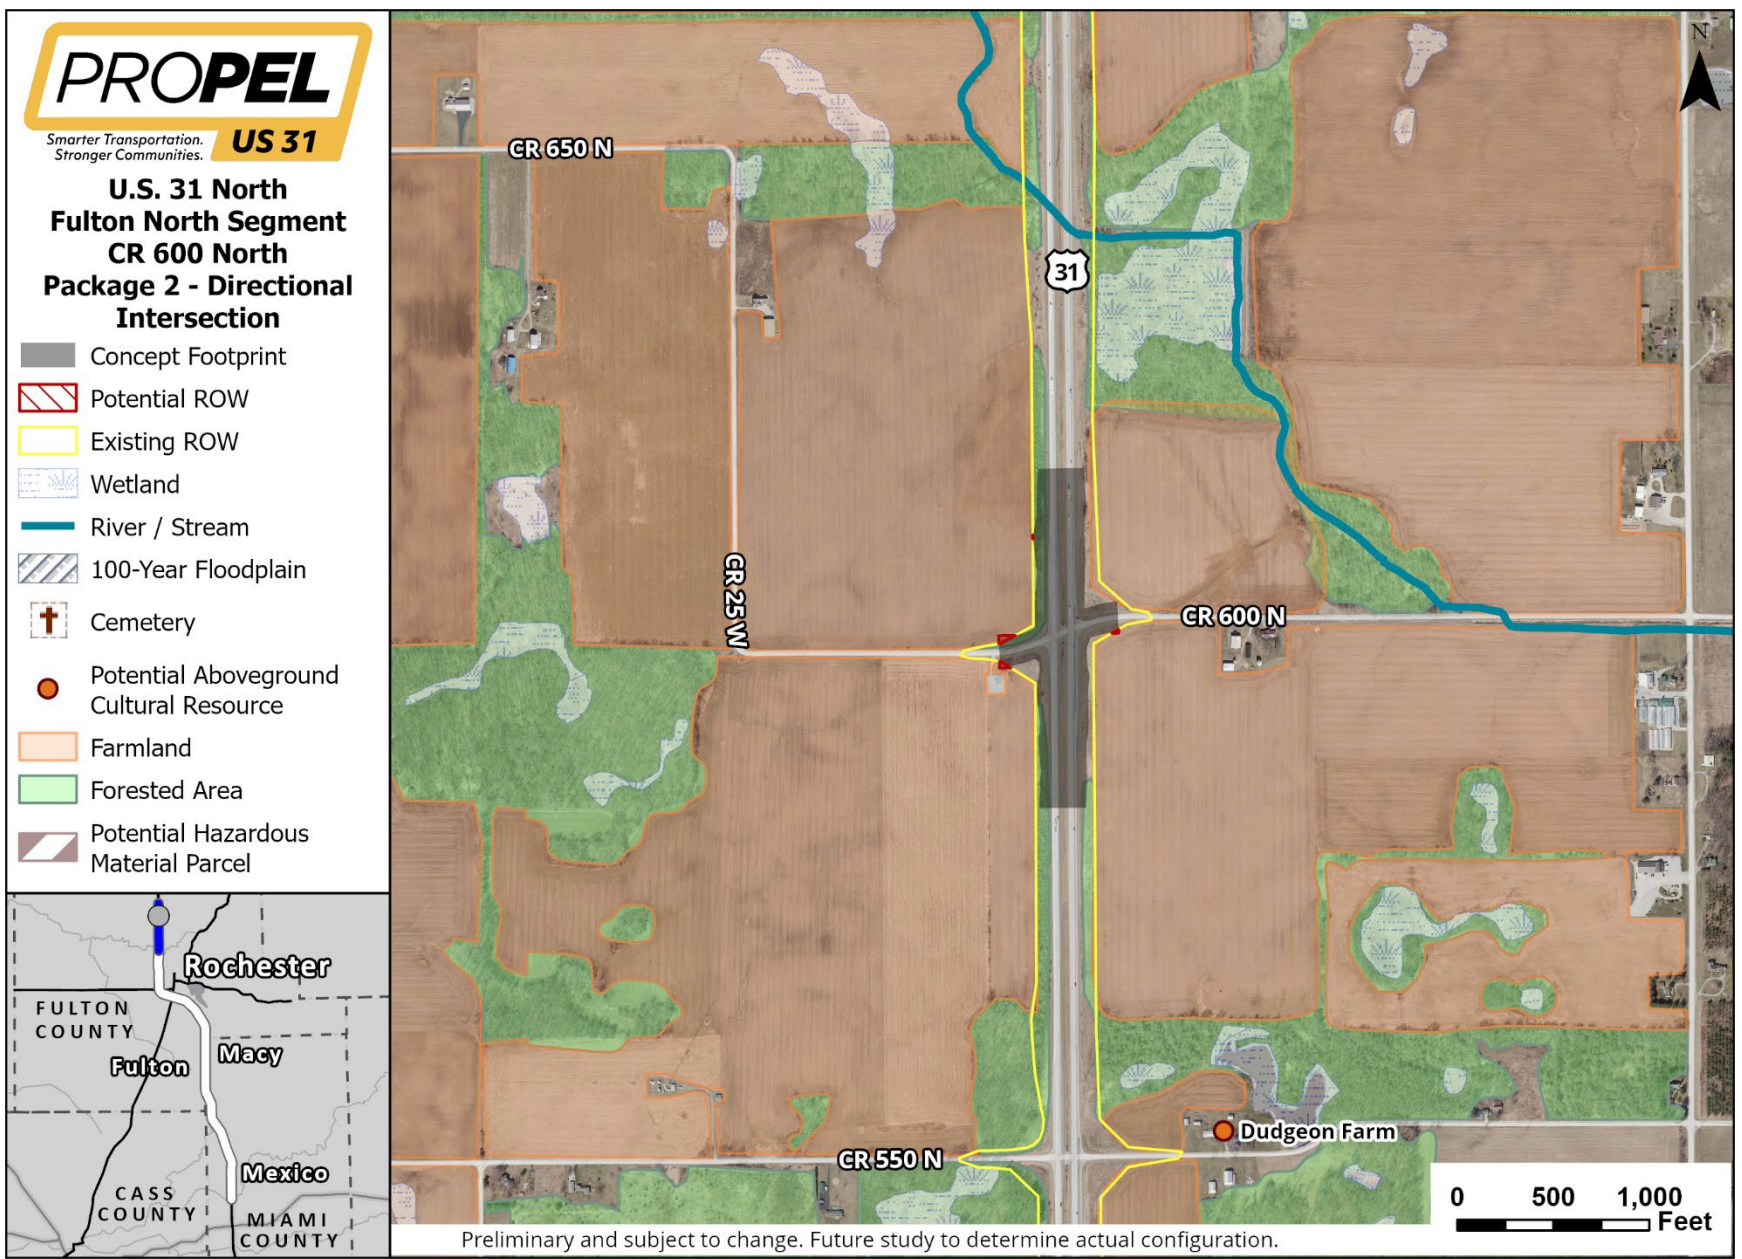 PROPEL
Smarter Transportation.
Stronger Communities.
US 31
U.S. 31 North
Fulton North Segment
CR 600 North
Package 2 - Directional
Intersection
Concept Footprint
Potential ROW
Existing ROW
Wetland
River / Stream
100-Year Floodplain
Cemetery
Potential Aboveground
Cultural Resource
Farmland
Forested Area
Potential Hazardous
Material Parcel
Rochester
FULTON
COUNTY
Fulton
Macy
Mexico
CASS
COUNTY
MIAMI
COUNTY
N
CR 650 N
31
CR 25 W
CR 600 N
Dudgeon Farm
CR 550 N
0 500 1,000
Feet
Preliminary and subject to change. Future study to determine actual configuration.